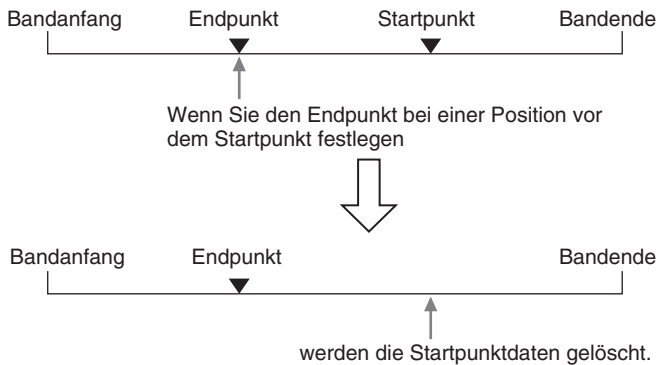 Bandanfang Endpunkt Startpunkt Bandende
Wenn Sie den Endpunkt bei einer Position vor
dem Startpunkt festlegen
Bandanfang Endpunkt Bandende
werden die Startpunktdaten gelöscht.